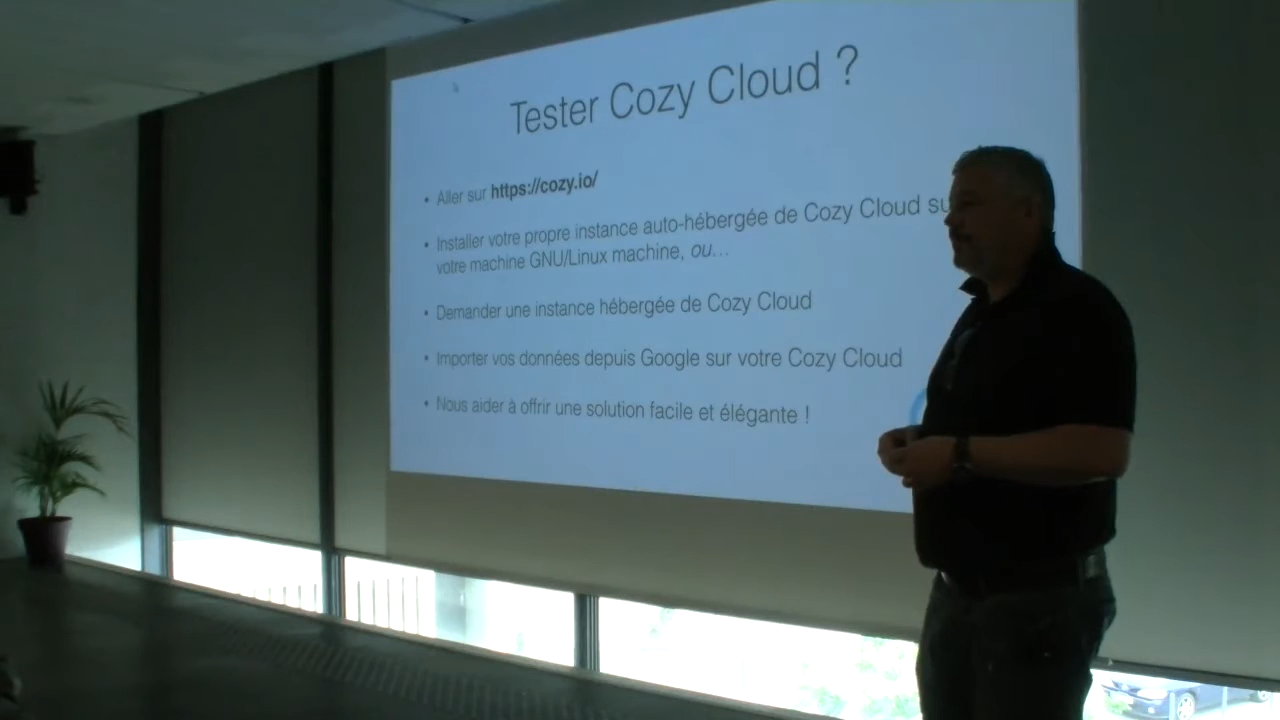 Tester Cozy Cloud ?
• Aller sur https://cozy.io/
• Installer votre propre instance auto-hébergée de Cozy Cloud su
votre machine GNU/Linux machine, ou…
• Demander une instance hébergée de Cozy Cloud
• Importer vos données depuis Google sur votre Cozy Cloud
• Nous aider à offrir une solution facile et élégante !